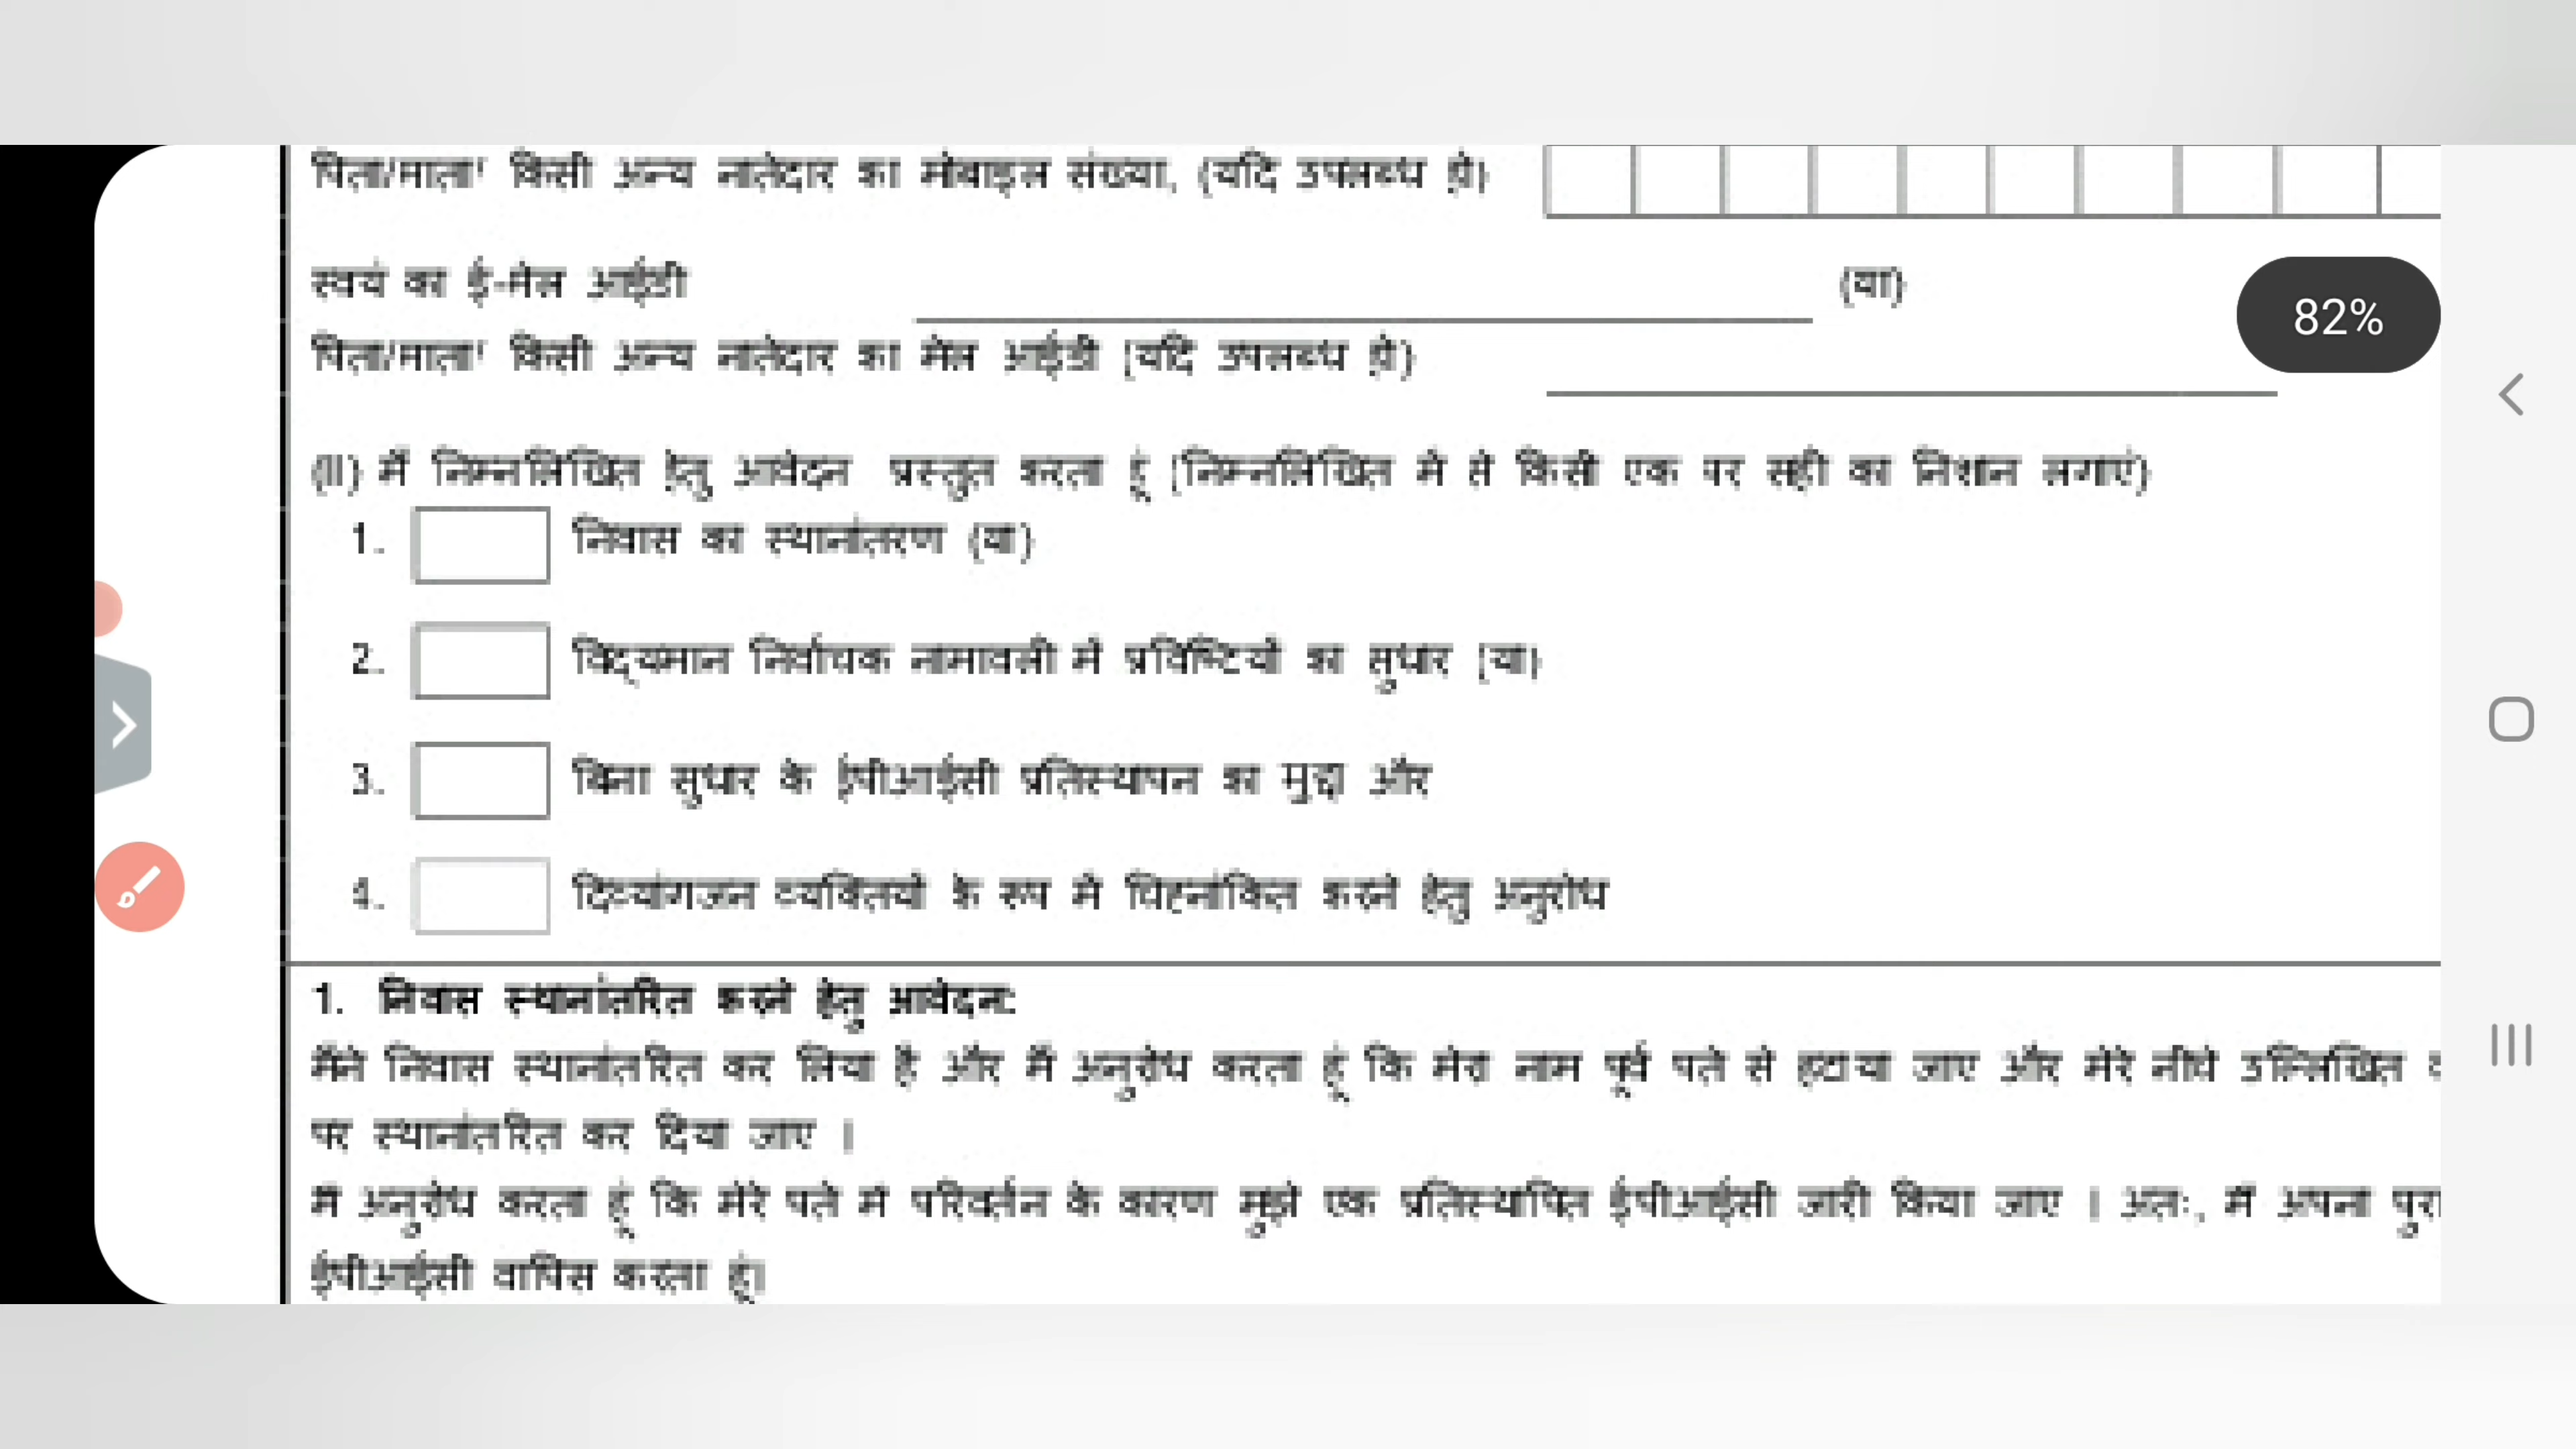 पिता/माता/ किसी अन्य नातेदार का मोबाइल संख्या, (यदि उपलब्ध हो)
स्वयं का ई-मेल आईडी (या)
82%
पिता/माता/ किसी अन्य नातेदार का मेल आईडी (यदि उपलब्ध हो)
(II) मैं निम्नलिखित हेतु आवेदन प्रस्तुत करता हूं (निम्नलिखित में से किसी एक पर सही का निशान लगाएं)
1. निवास का स्थानांतरण (या)
2. विद्यमान निर्वाचक नामावली में प्रविष्टियों का सुधार (या)
3. बिना सुधार के ईपीआईसी प्रतिस्थापन का मुद्दा और
4. दिव्यांगजन व्यक्तियों के रूप में चिह्नांकित करने हेतु अनुरोध
1. निवास स्थानांतरित करने हेतु आवेदन:
मैंने निवास स्थानांतरित कर लिया है और मैं अनुरोध करता हूं कि मेरा नाम पूर्व पते से हटाया जाए और मेरे नीचे उल्लिखित
पर स्थानांतरित कर दिया जाए ।
मैं अनुरोध करता हूं कि मेरे पते में परिवर्तन के कारण मुझे एक प्रतिस्थापित ईपीआईसी जारी किया जाए । अतः, मैं अपना पुरा
ईपीआईसी वापिस करता हूं।